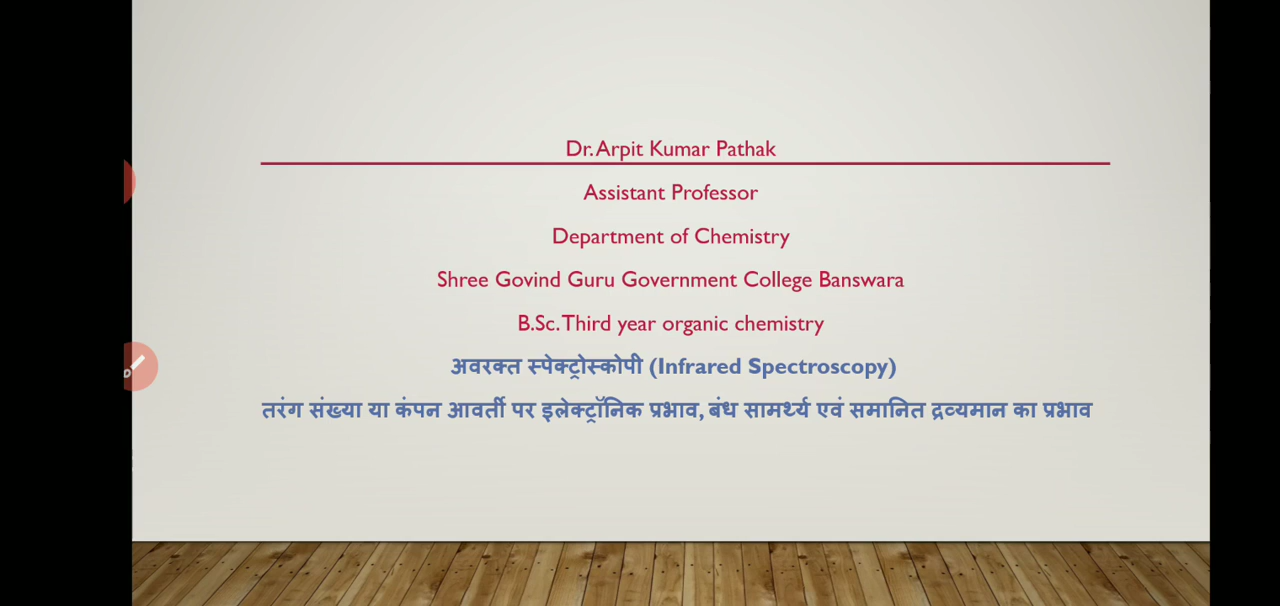 Dr. Arpit Kumar Pathak
Assistant Professor
Department of Chemistry
Shree Govind Guru Government College Banswara
B.Sc. Third year organic chemistry
अवरक्त स्पेक्ट्रोस्कोपी (Infrared Spectroscopy)
तरंग संख्या या कंपन आवर्ती पर इलेक्ट्रॉनिक प्रभाव, बंध सामर्थ्य एवं समानित द्रव्यमान का प्रभाव